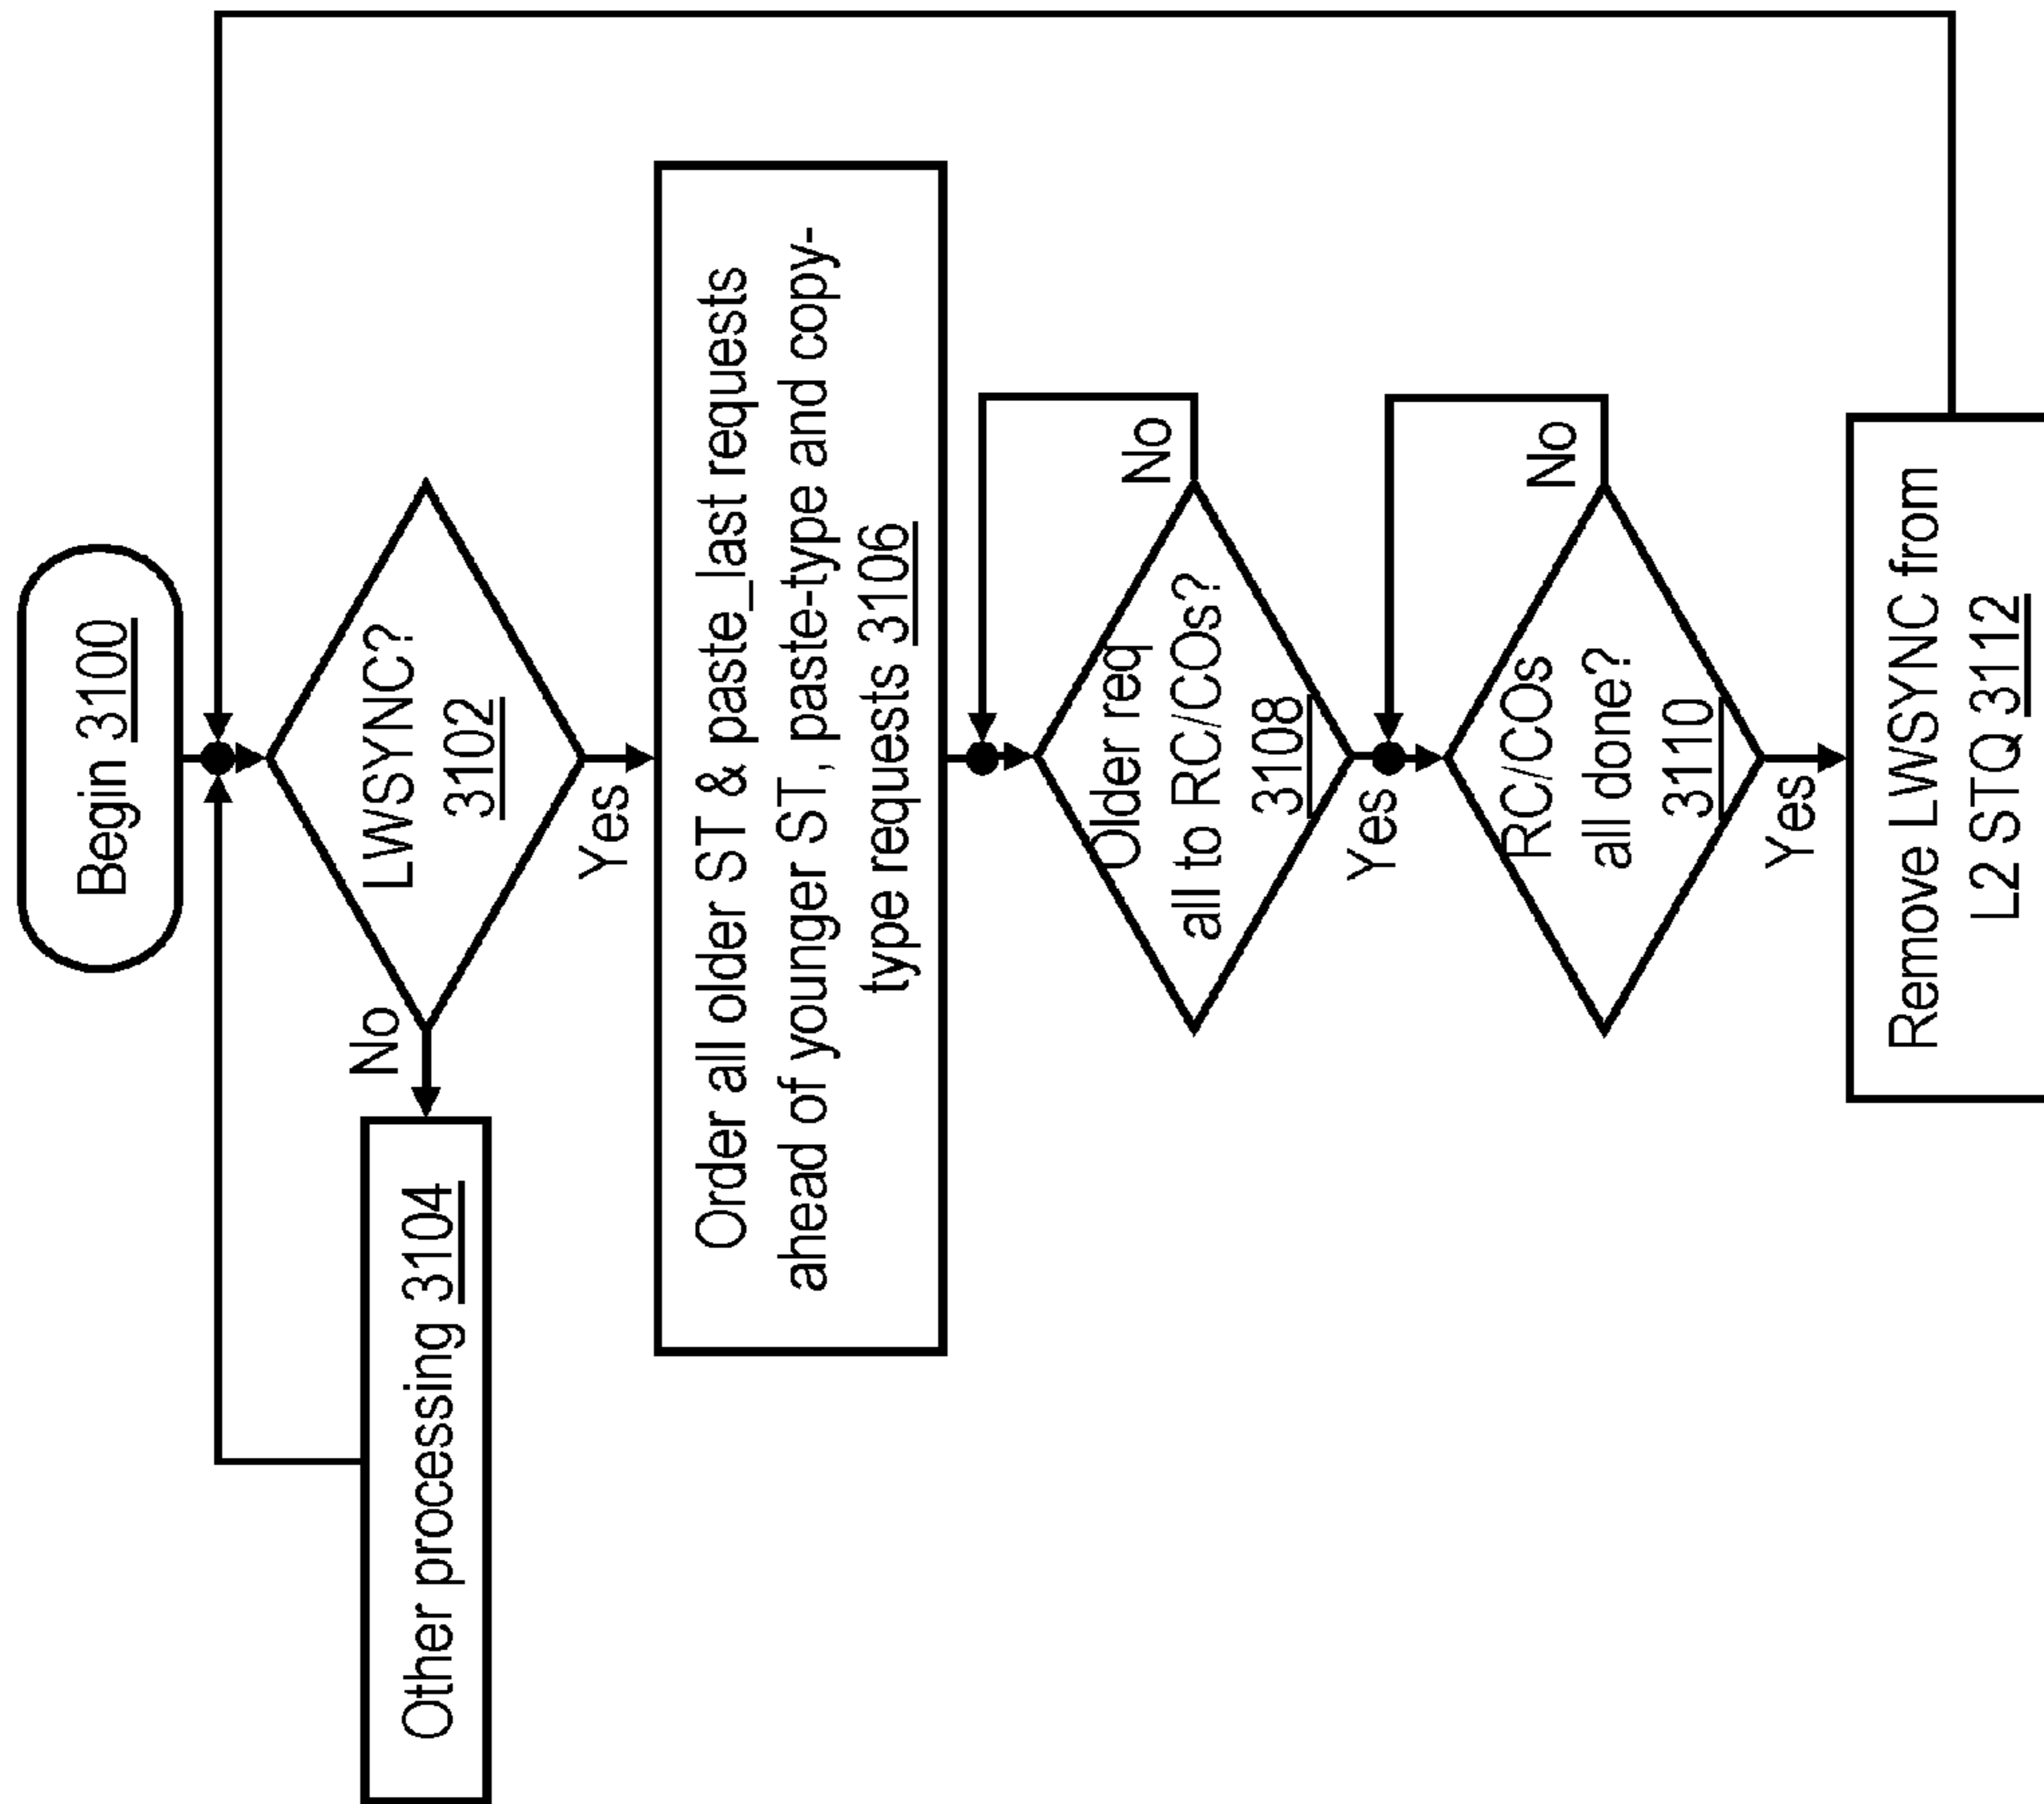 Begin 3100
LWSYNC?
3102
No
Yes
Other processing 3104
Order all older ST & paste_last requests
ahead of younger ST, paste-type and copy-
type requests 3106
Older req
all to RC/COs?
3108
No
Yes
RC/COs
all done?
3110
No
Yes
Remove LWSYNC from
L2 STQ 3112